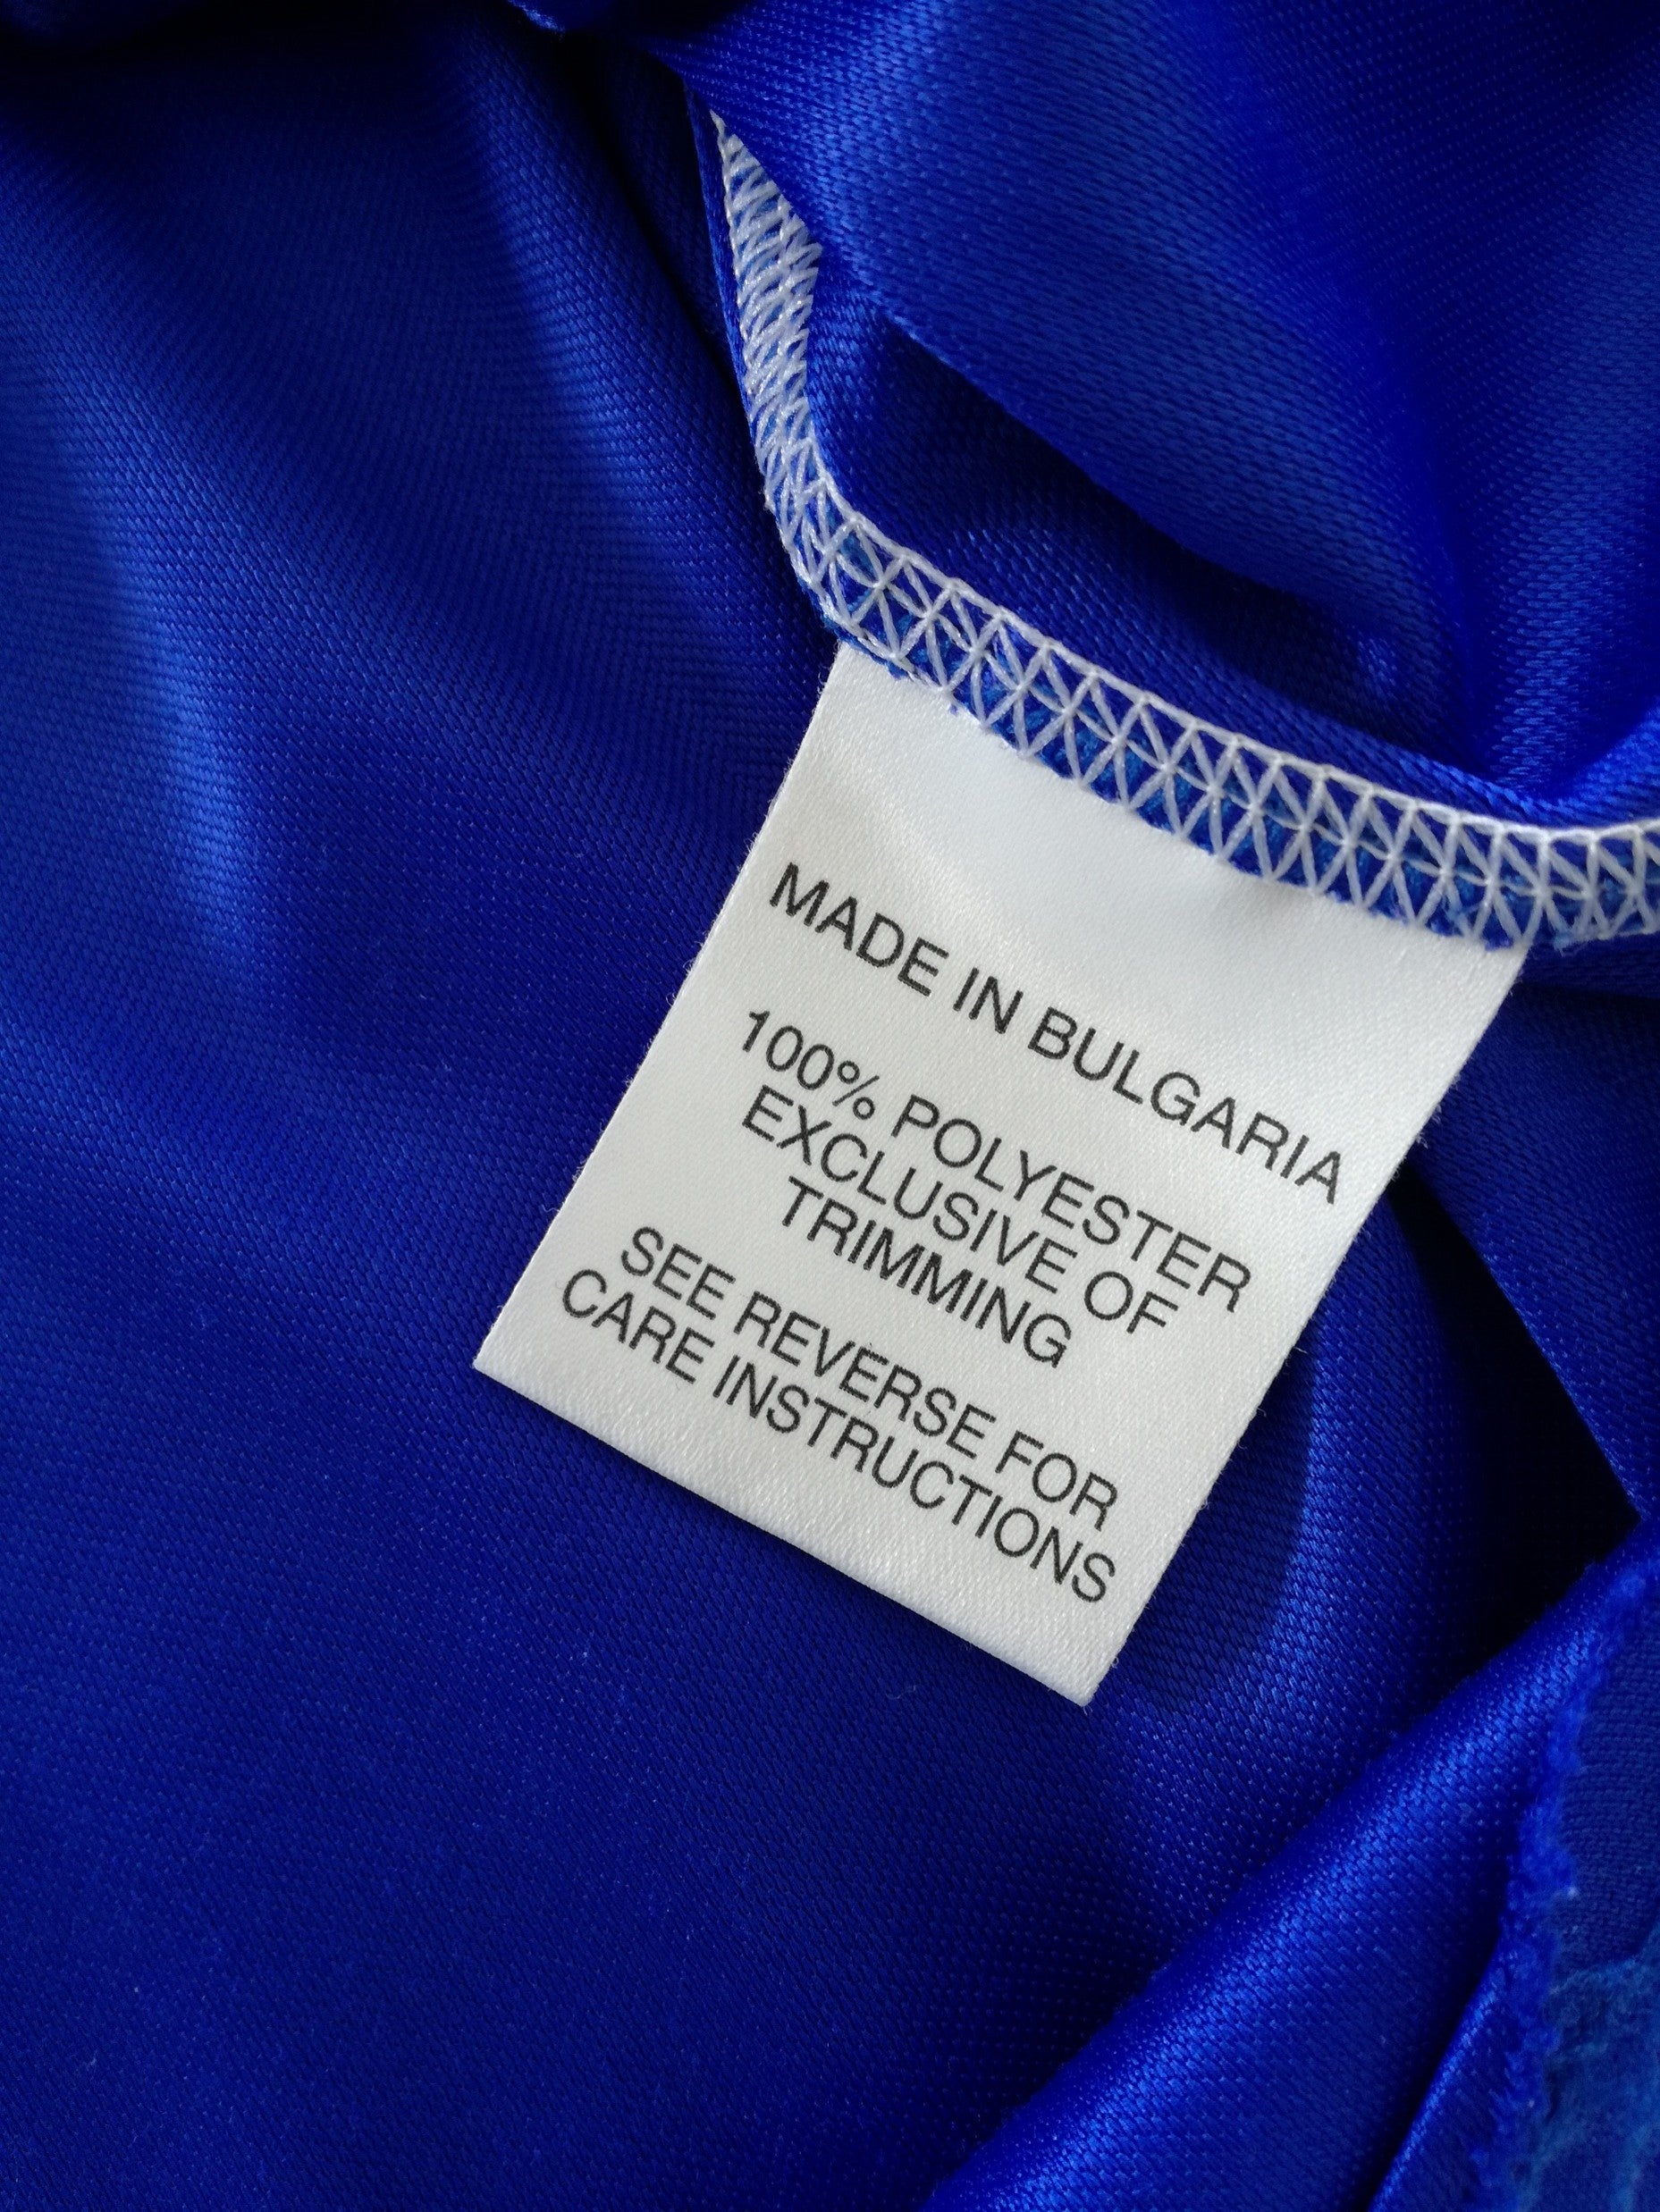 MADE IN BULGARIA
100% POLYESTER
EXCLUSIVE OF
TRIMMING
SEE REVERSE FOR
CARE INSTRUCTIONS